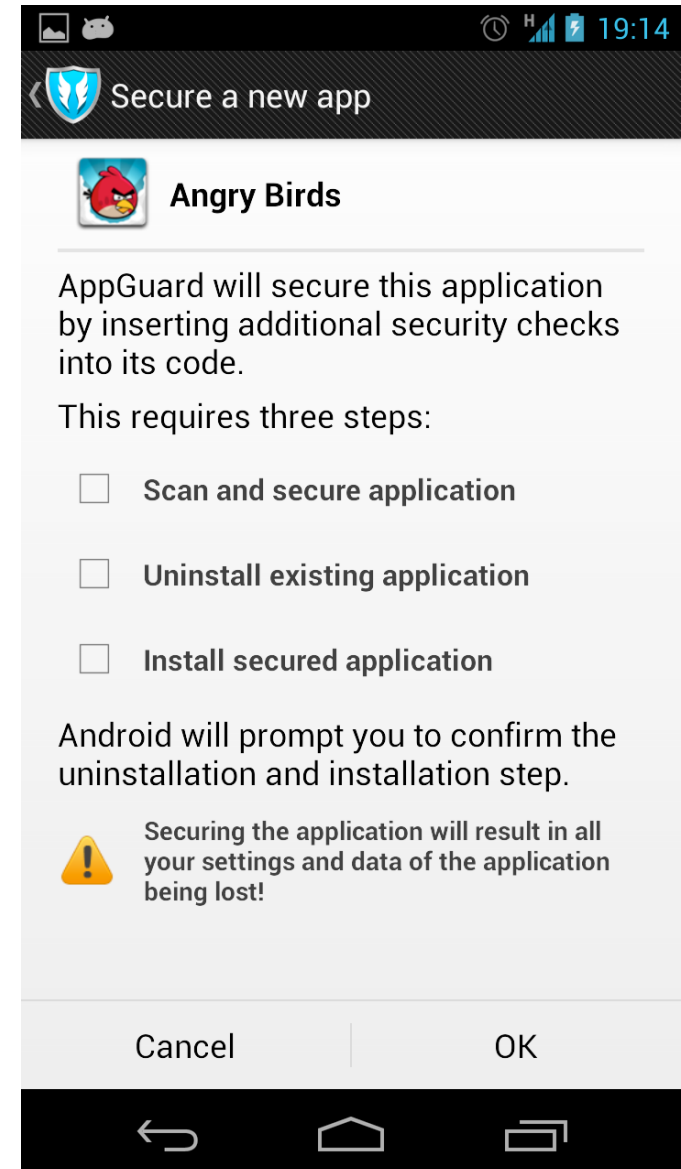 H 19:14
Secure a new app
Angry Birds
AppGuard will secure this application
by inserting additional security checks
into its code.
This requires three steps:
Scan and secure application
Uninstall existing application
Install secured application
Android will prompt you to confirm the
uninstallation and installation step.
Securing the application will result in all
your settings and data of the application
being lost!
Cancel OK